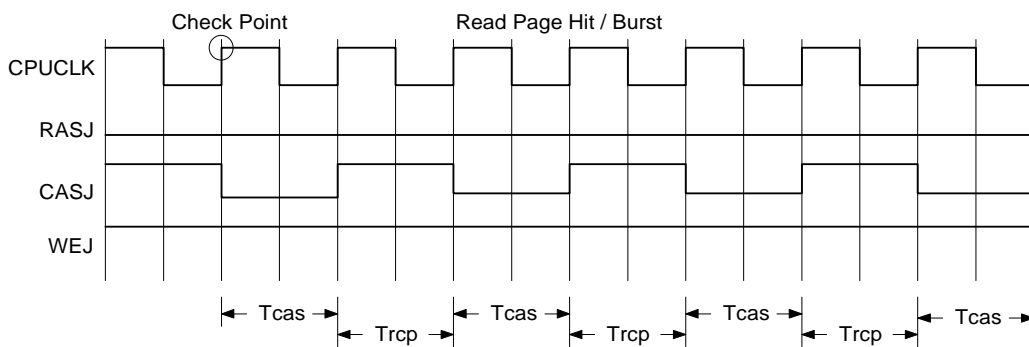 Check Point
Read Page Hit / Burst
CPUCLK
RASJ
CASJ
WEJ
Tcas Tcas Tcas Tcas
Trcp Trcp Trcp